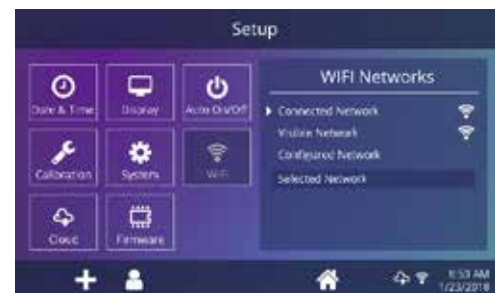 Setup
Date & Time
Display
Auto On/Off
Calibration
System
WiFi
Cloud
Firmware
WIFI Networks
Connected Network
Visible Network
Configured Network
Selected Network
8:53 AM
1/23/2018